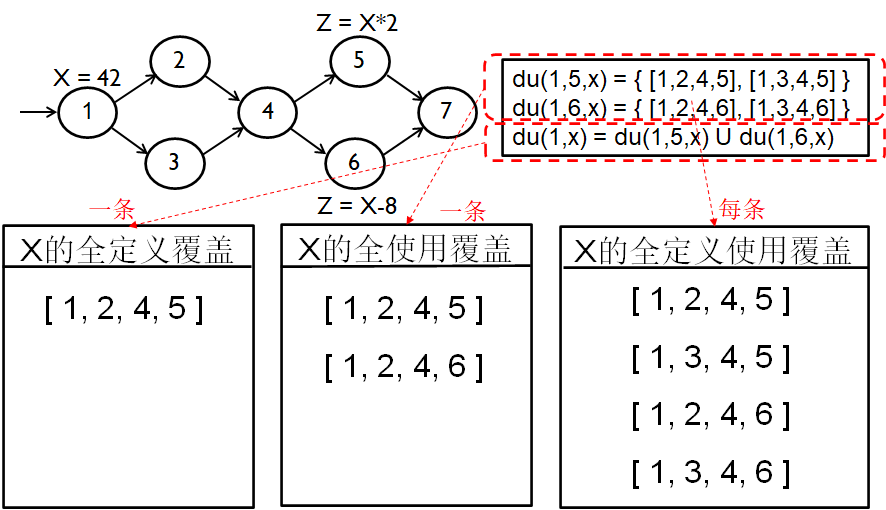 Z = X*2
X = 42
2
5
1
4
7
3
6
Z = X-8
du(1,5,x) = { [1,2,4,5], [1,3,4,5] }
du(1,6,x) = { [1,2,4,6], [1,3,4,6] }
du(1,x) = du(1,5,x) U du(1,6,x)
一条
一条
每条
X的全定义覆盖
[ 1, 2, 4, 5 ]
X的全使用覆盖
[ 1, 2, 4, 5 ]
[ 1, 2, 4, 6 ]
X的全定义使用覆盖
[ 1, 2, 4, 5 ]
[ 1, 3, 4, 5 ]
[ 1, 2, 4, 6 ]
[ 1, 3, 4, 6 ]